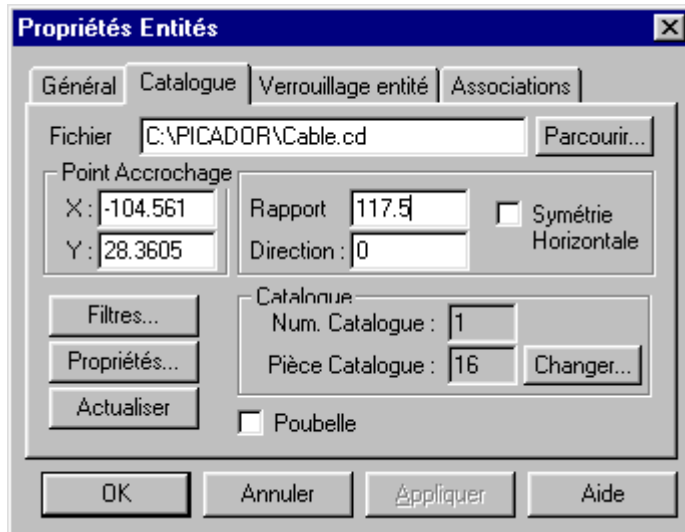 Propriétés Entités
Général Catalogue Verrouillage entité Associations
Fichier C:\PICADOR\Cable.cd Parcourir...
Point Accrochage
X : -104.561 Rapport 117.5 Symétrie
Horizontale
Y : 28.3605 Direction : 0
Filtres... Catalogue
Num. Catalogue : 1
Propriétés... Pièce Catalogue : 16 Changer...
Actualiser
Poubelle
OK Annuler Appliquer Aide